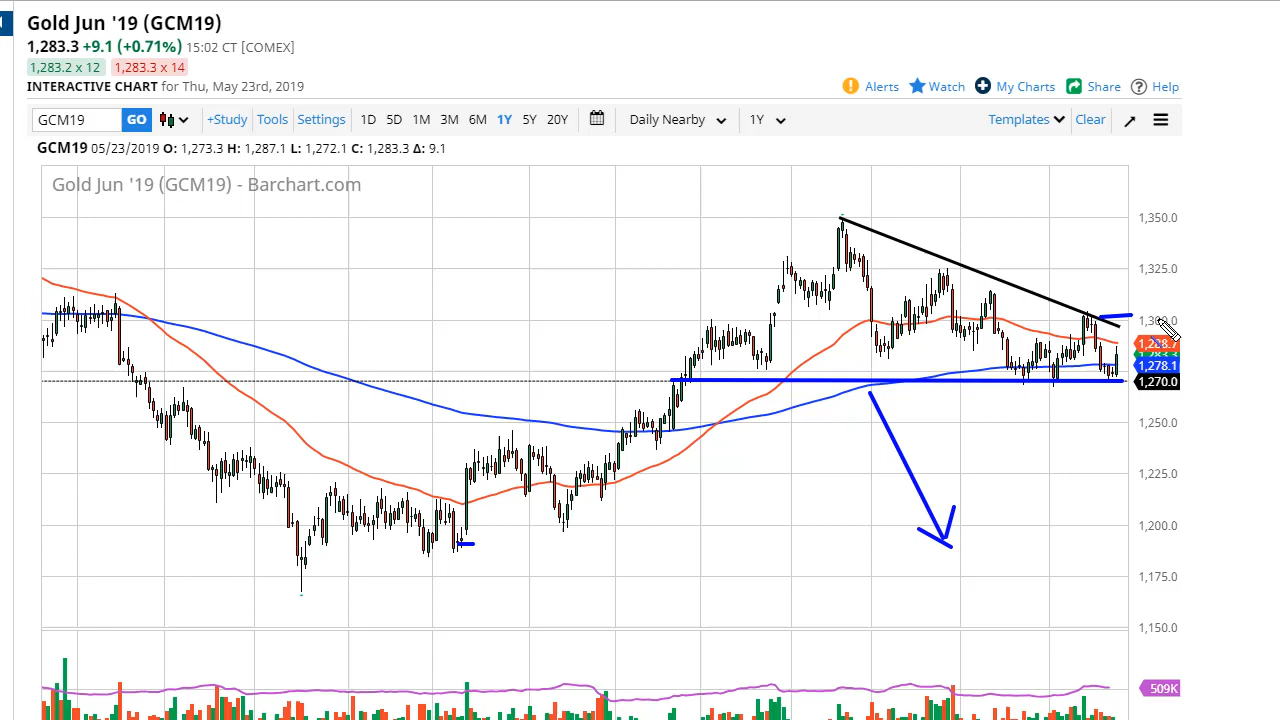 Gold Jun '19 (GCM19)
1,283.3 +9.1 (+0.71%) 15:02 CT [COMEX]
1,283.2 x 12 1,283.3 x 14
INTERACTIVE CHART for Thu, May 23rd, 2019
Alerts Watch My Charts Share Help
GCM19 GO +Study Tools Settings 1D 5D 1M 3M 6M 1Y 5Y 20Y Daily Nearby 1Y Templates Clear
GCM19 05/23/2019 O: 1,273.3 H: 1,287.1 L: 1,272.1 C: 1,283.3 Δ: 9.1
Gold Jun '19 (GCM19) - Barchart.com
1,350.0
1,325.0
1,278.1
1,270.0
1,250.0
1,225.0
1,200.0
1,175.0
1,150.0
509K